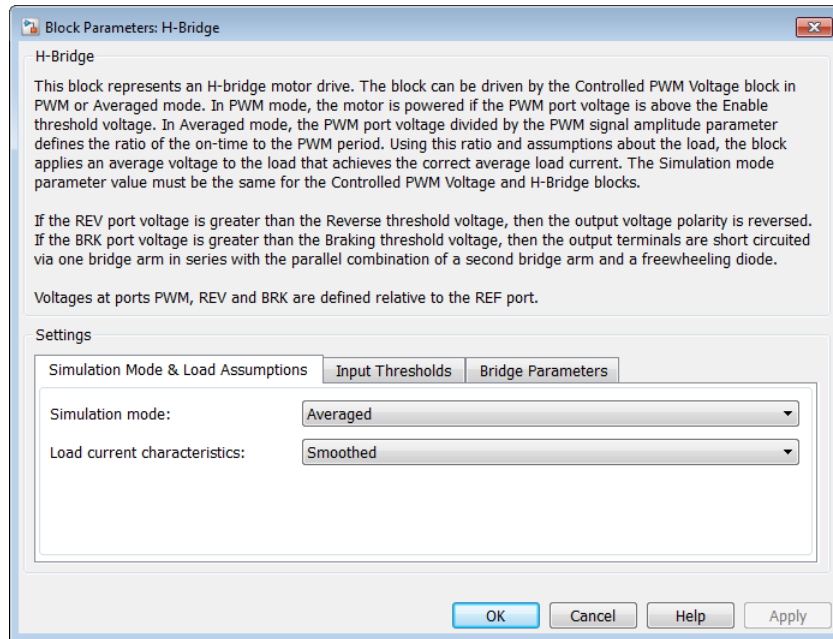 Block Parameters: H-Bridge
H-Bridge
This block represents an H-bridge motor drive. The block can be driven by the Controlled PWM Voltage block in
PWM or Averaged mode. In PWM mode, the motor is powered if the PWM port voltage is above the Enable
threshold voltage. In Averaged mode, the PWM port voltage divided by the PWM signal amplitude parameter
defines the ratio of the on-time to the PWM period. Using this ratio and assumptions about the load, the block
applies an average voltage to the load that achieves the correct average load current. The Simulation mode
parameter value must be the same for the Controlled PWM Voltage and H-Bridge blocks.
If the REV port voltage is greater than the Reverse threshold voltage, then the output voltage polarity is reversed.
If the BRK port voltage is greater than the Braking threshold voltage, then the output terminals are short circuited
via one bridge arm in series with the parallel combination of a second bridge arm and a freewheeling diode.
Voltages at ports PWM, REV and BRK are defined relative to the REF port.
Settings
Simulation Mode & Load Assumptions Input Thresholds Bridge Parameters
Simulation mode: Averaged
Load current characteristics: Smoothed
OK Cancel Help Apply